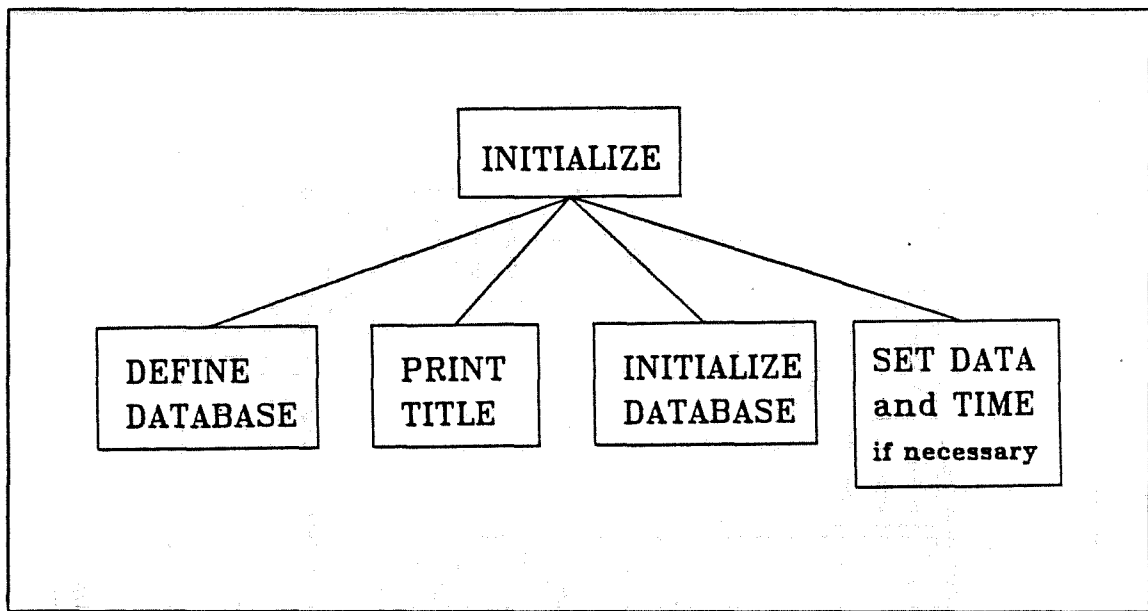 INITIALIZE
DEFINE
DATABASE
PRINT
TITLE
INITIALIZE
DATABASE
SET DATA
and TIME
if necessary